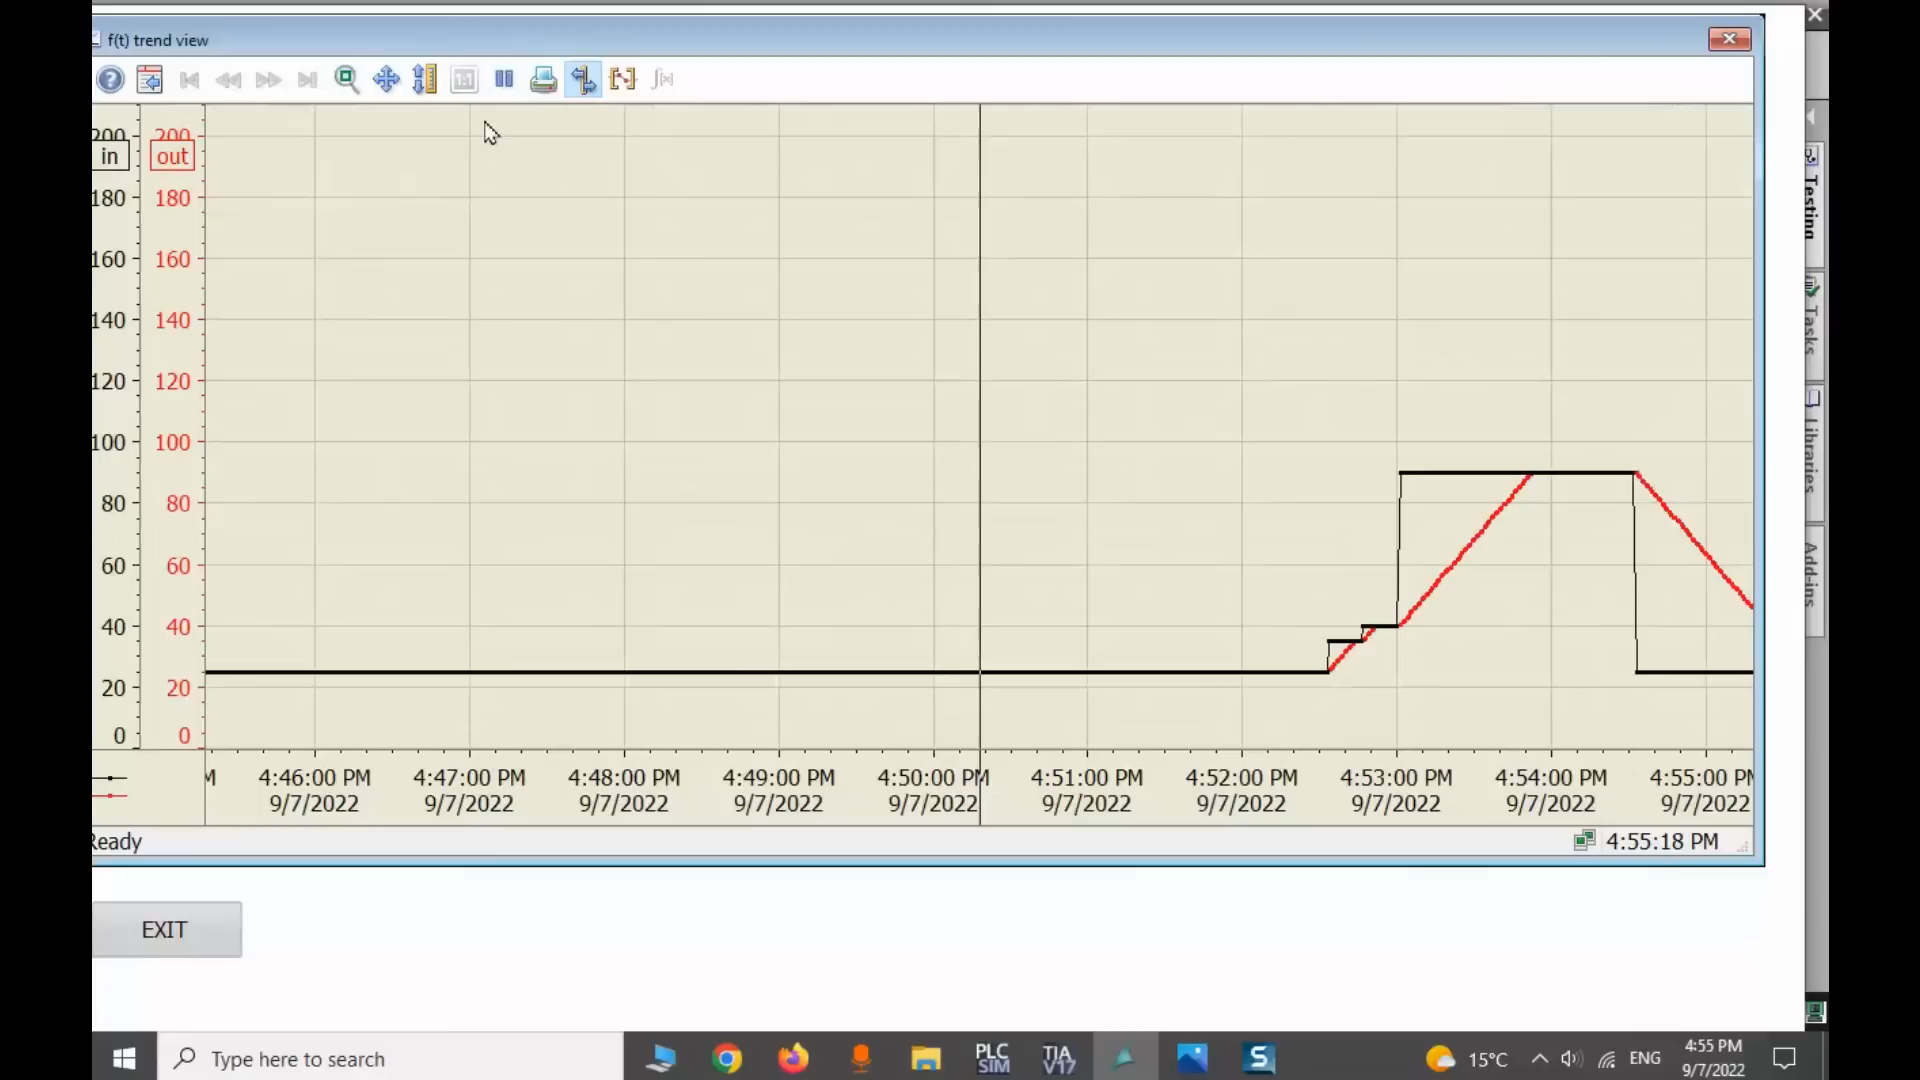 f(t) trend view
200 200
in out
180 180
160 160
140 140
120 120
100 100
80 80
60 60
40 40
20 20
0 0
M 4:46:00 PM 4:47:00 PM 4:48:00 PM 4:49:00 PM 4:50:00 PM 4:51:00 PM 4:52:00 PM 4:53:00 PM 4:54:00 PM 4:55:00 PM
9/7/2022 9/7/2022 9/7/2022 9/7/2022 9/7/2022 9/7/2022 9/7/2022 9/7/2022 9/7/2022 9/7/2022
Ready 4:55:18 PM
EXIT
Testing
Tasks
Libraries
Add-ins
Type here to search
PLC
SIM
TIA
V17
S
15°C
ENG
4:55 PM
9/7/2022